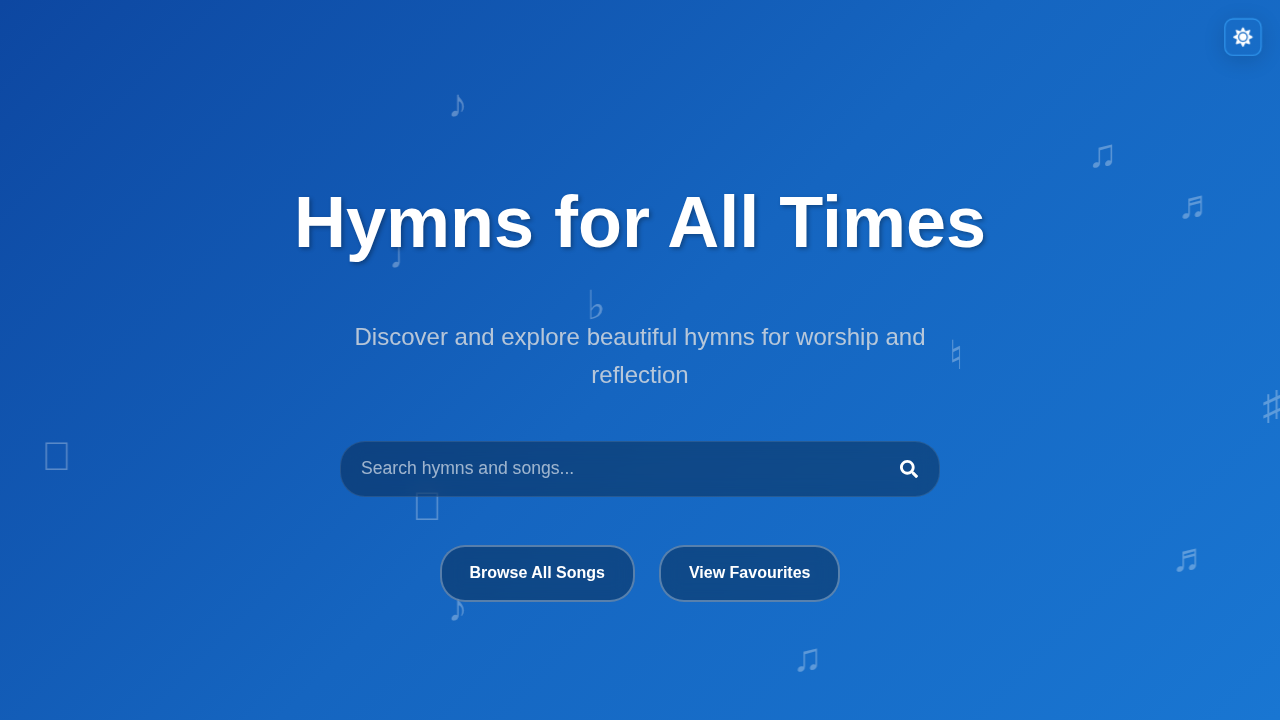 Hymns for All Times
Discover and explore beautiful hymns for worship and
reflection
Search hymns and songs...
Browse All Songs
View Favourites